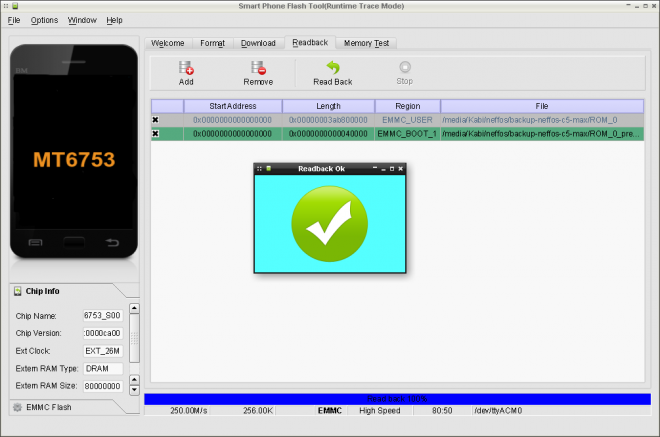 Smart Phone Flash Tool(Runtime Trace Mode)
File Options Window Help
Welcome Format Download Readback Memory Test
BM
MT6753
Add Remove Read Back Stop
Start Address Length Region File
0x0000000000000000 0x00000003ab800000 EMMC_USER /media/Kabi/neffos/backup-neffos-c5-max/ROM_0
0x0000000000000000 0x0000000000040000 EMMC_BOOT_1 /media/Kabi/neffos/backup-neffos-c5-max/ROM_0_pre...
Readback Ok
Chip Info
Chip Name: 6753_S00
Chip Version: :0000ca00
Ext Clock: EXT_26M
Extern RAM Type: DRAM
Extern RAM Size: 80000000
EMMC Flash
250.00M/s 256.00K EMMC High Speed 80:50 /dev/ttyACM0